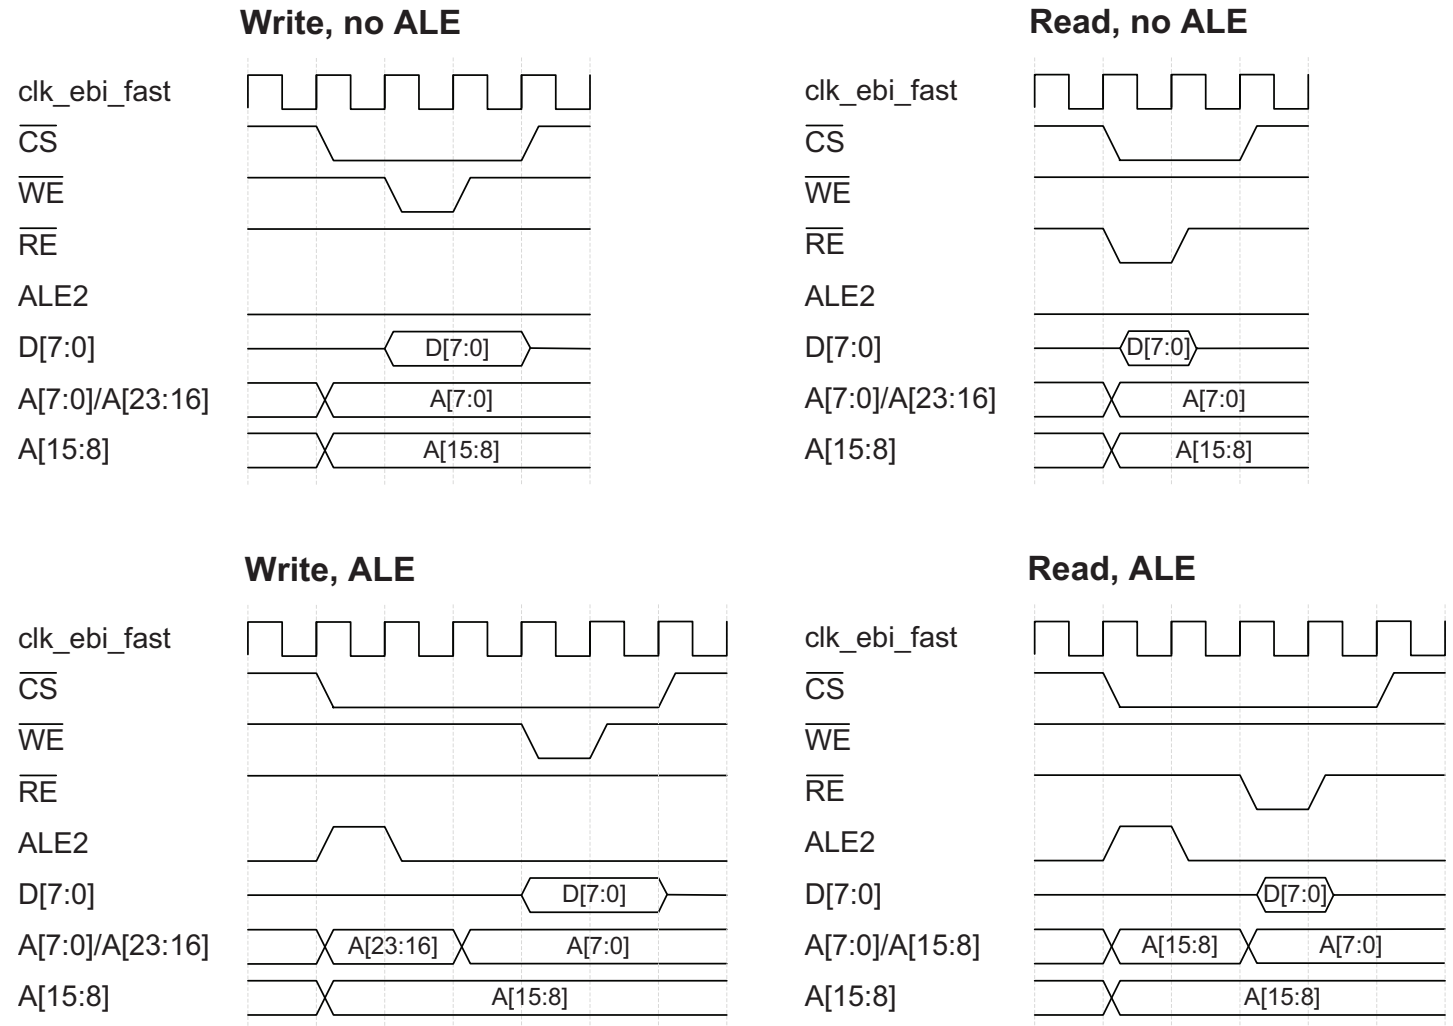 Write, no ALE
clk_ebi_fast
CS
WE
RE
ALE2
D[7:0]
D[7:0]
A[7:0]/A[23:16]
A[7:0]
A[15:8]
A[15:8]
Read, no ALE
clk_ebi_fast
CS
WE
RE
ALE2
D[7:0]
D[7:0]
A[7:0]/A[23:16]
A[7:0]
A[15:8]
A[15:8]
Write, ALE
clk_ebi_fast
CS
WE
RE
ALE2
D[7:0]
D[7:0]
A[7:0]/A[23:16]
A[23:16]
A[7:0]
A[15:8]
A[15:8]
Read, ALE
clk_ebi_fast
CS
WE
RE
ALE2
D[7:0]
D[7:0]
A[7:0]/A[15:8]
A[15:8]
A[7:0]
A[15:8]
A[15:8]